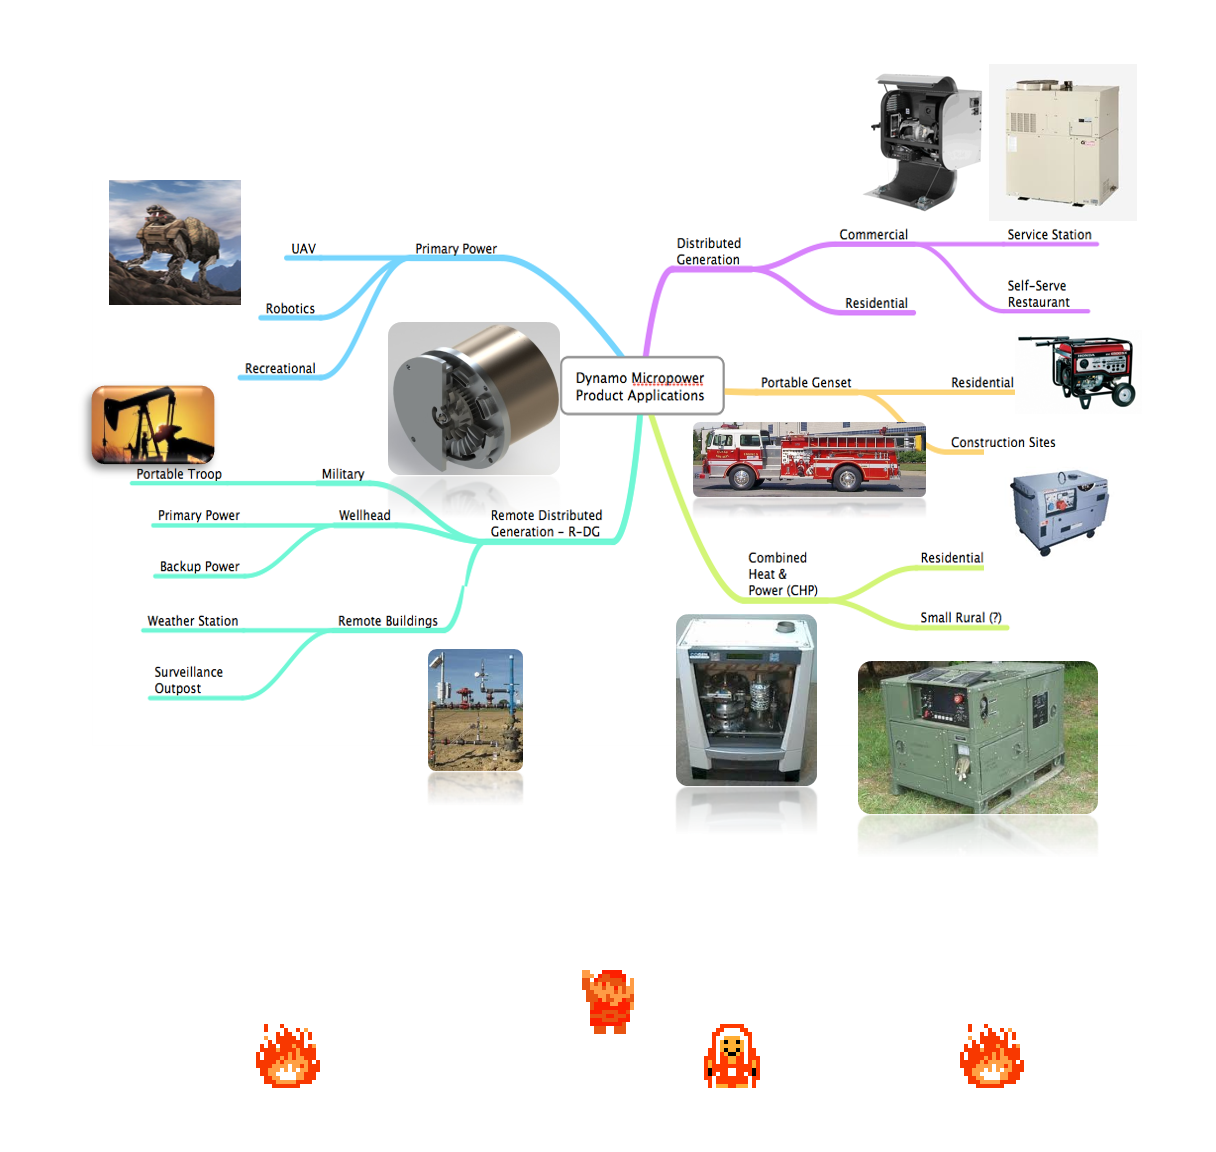 Distributed
Generation
Commercial
Service Station
Self-Serve
Restaurant
Residential
UAV
Primary Power
Robotics
Recreational
Dynamo Micropower
Product Applications
Portable Genset
Residential
Construction Sites
Portable Troop
Military
Primary Power
Wellhead
Backup Power
Remote Distributed
Generation - R-DG
Weather Station
Remote Buildings
Surveillance
Outpost
Combined
Heat &
Power (CHP)
Residential
Small Rural (?)
HONDA